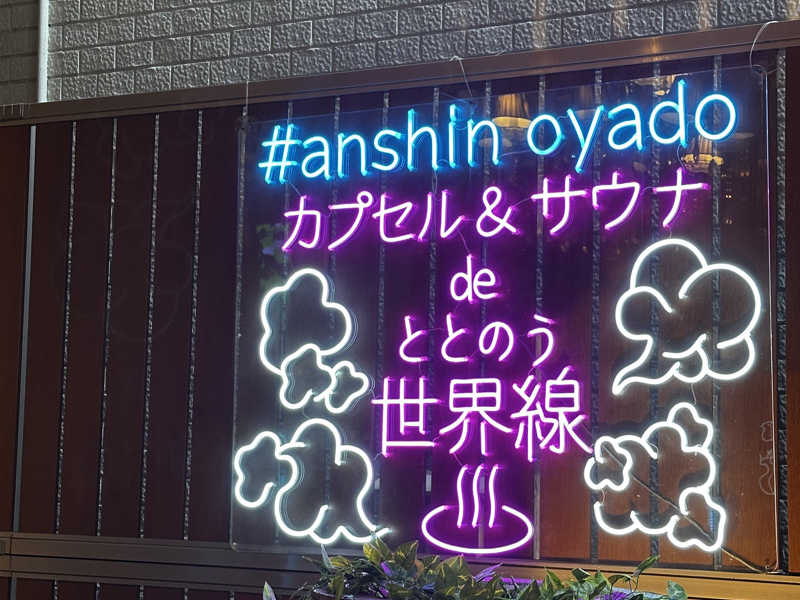 #anshin oyado
カプセル&サウナ
de
ととのう
世界線